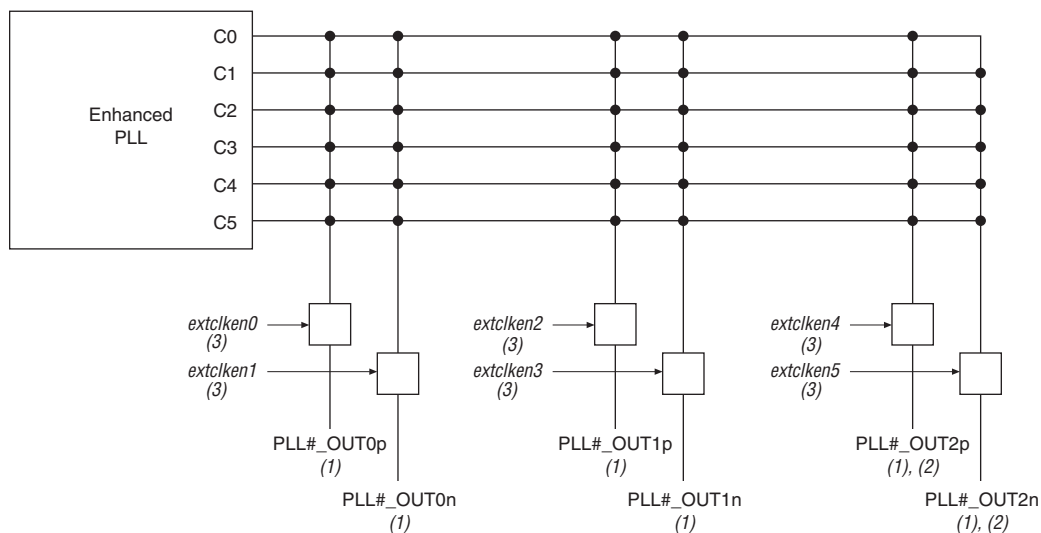 C0
C1
C2
Enhanced
PLL
C3
C4
C5
extclken0
(3)
extclken2
(3)
extclken4
(3)
extclken1
(3)
extclken3
(3)
extclken5
(3)
PLL#_OUT0p
(1)
PLL#_OUT1p
(1)
PLL#_OUT2p
(1), (2)
PLL#_OUT0n
(1)
PLL#_OUT1n
(1)
PLL#_OUT2n
(1), (2)